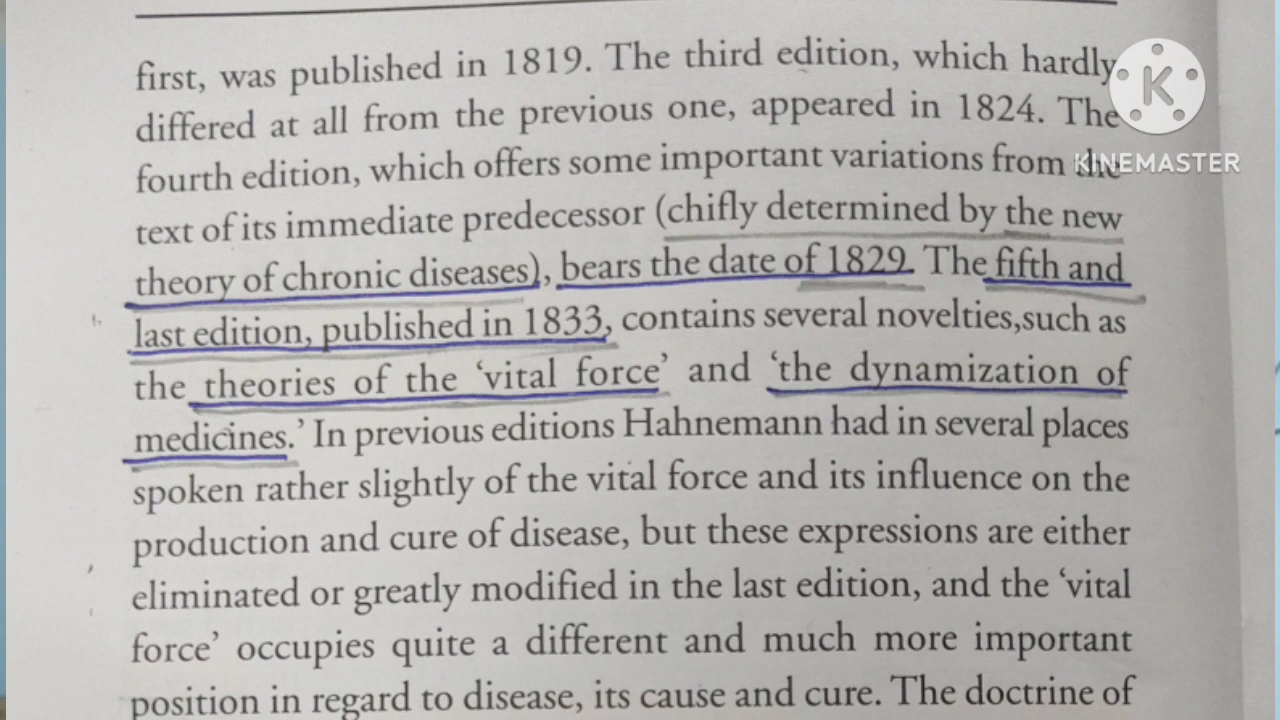 first, was published in 1819. The third edition, which hardly
differed at all from the previous one, appeared in 1824. The
fourth edition, which offers some important variations from the
text of its immediate predecessor (chifly determined by the new
theory of chronic diseases), bears the date of 1829. The fifth and
last edition, published in 1833, contains several novelties,such as
the theories of the ‘vital force’ and ‘the dynamization of
medicines.’ In previous editions Hahnemann had in several places
spoken rather slightly of the vital force and its influence on the
production and cure of disease, but these expressions are either
eliminated or greatly modified in the last edition, and the ‘vital
force’ occupies quite a different and much more important
position in regard to disease, its cause and cure. The doctrine of
K
KINEMASTER